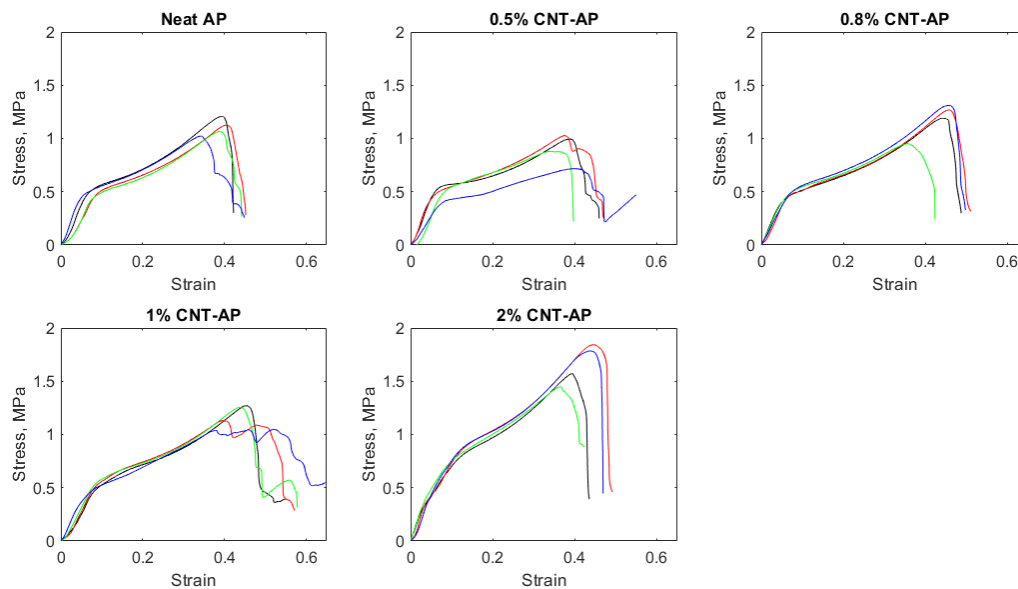 Neat AP
2
1.5
1
0.5
0
0 0.2 0.4 0.6
Stress, MPa
Strain
0.5% CNT-AP
2
1.5
1
0.5
0
0 0.2 0.4 0.6
Stress, MPa
Strain
0.8% CNT-AP
2
1.5
1
0.5
0
0 0.2 0.4 0.6
Stress, MPa
Strain
1% CNT-AP
2
1.5
1
0.5
0
0 0.2 0.4 0.6
Stress, MPa
Strain
2% CNT-AP
2
1.5
1
0.5
0
0 0.2 0.4 0.6
Stress, MPa
Strain